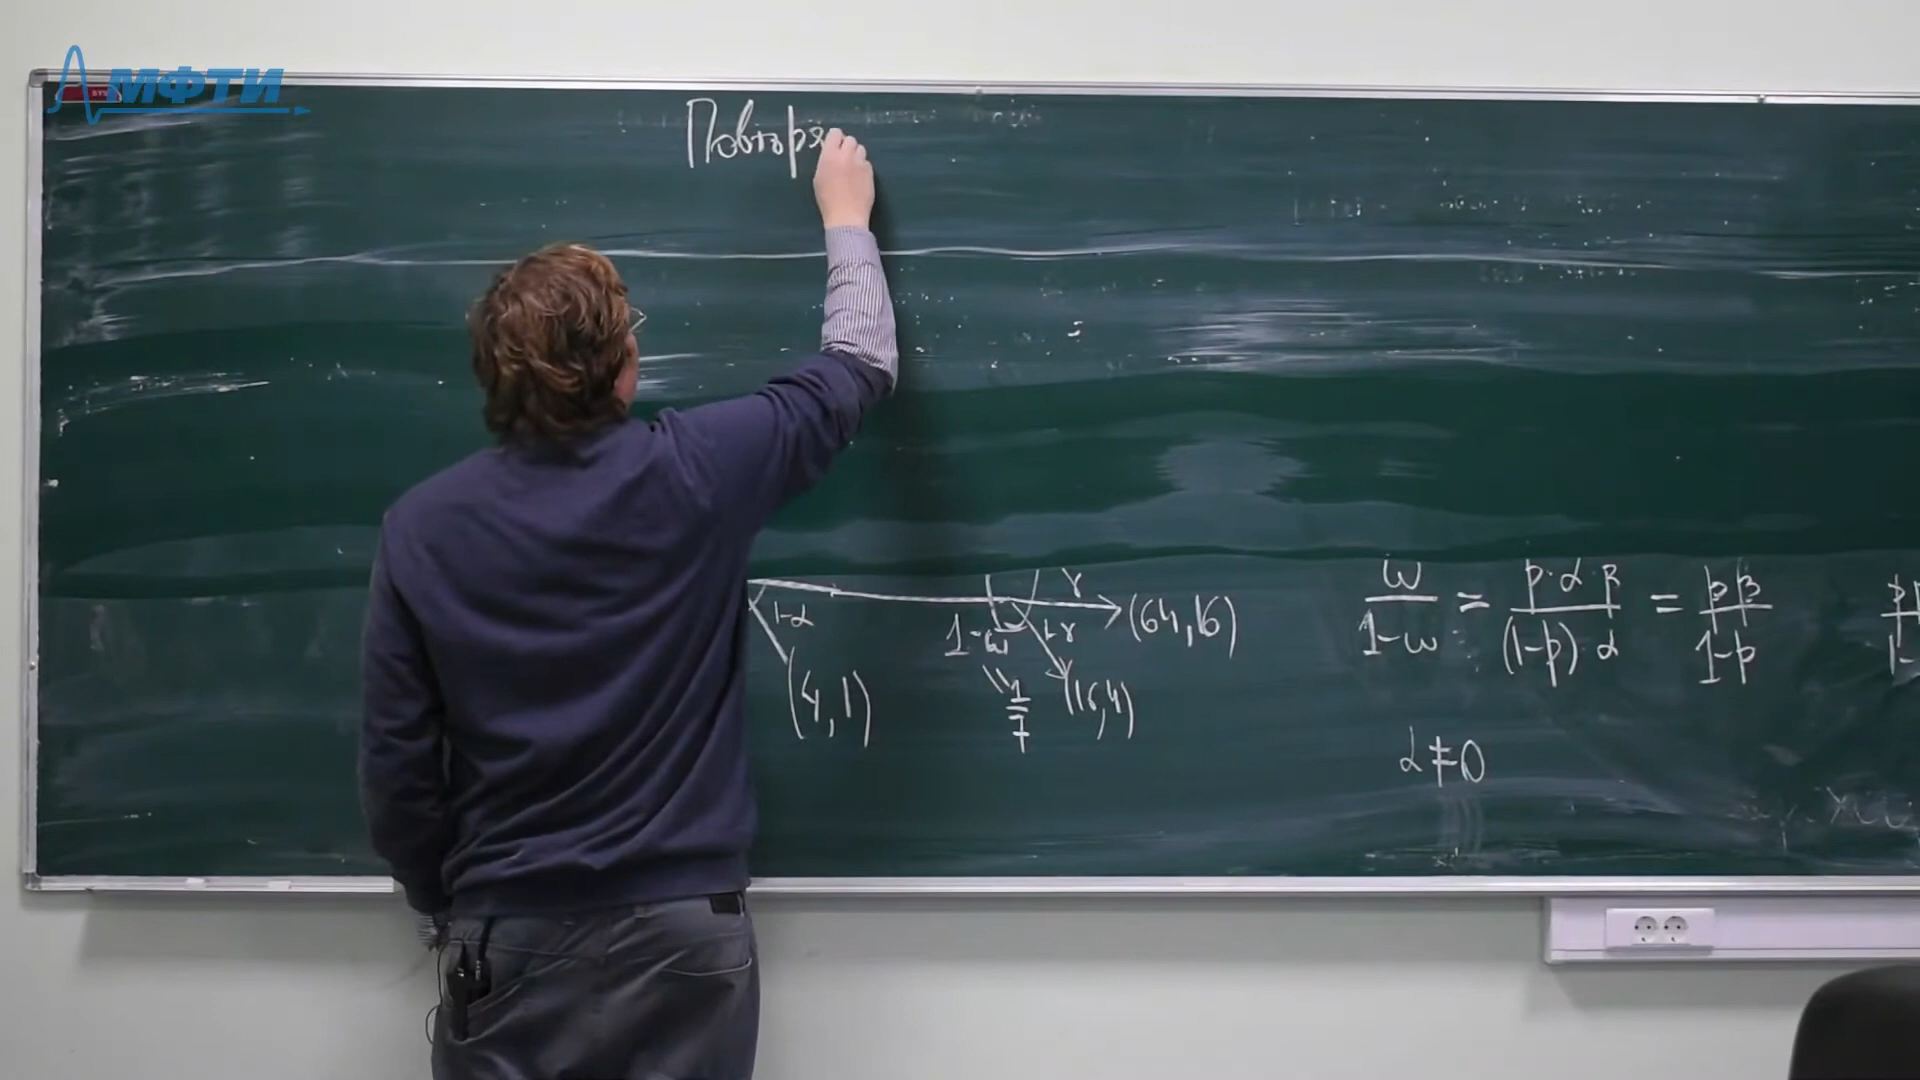 МФТИ
Повторя
1-α
γ
(64,16)
1-ω
1-γ
(4,1)
1/7
(16,4)
ω/(1-ω) = p·α·β/((1-p)α) = pβ/(1-p)
α≠0